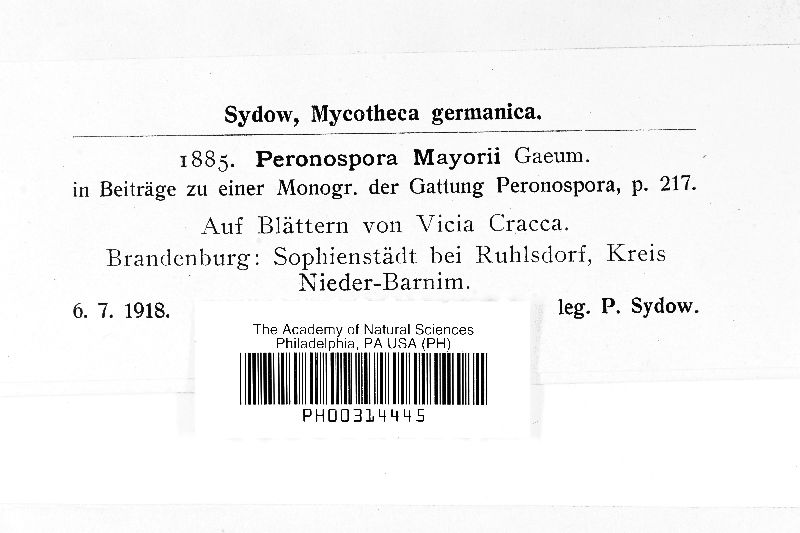 Sydow, Mycotheca germanica.
1885. Peronospora Mayorii Gaeum.
in Beiträge zu einer Monogr. der Gattung Peronospora, p. 217.
Auf Blättern von Vicia Cracca.
Brandenburg: Sophienstädt bei Ruhlsdorf, Kreis
Nieder-Barnim.
6. 7. 1918. leg. P. Sydow.
The Academy of Natural Sciences
Philadelphia, PA USA (PH)
PH00314445